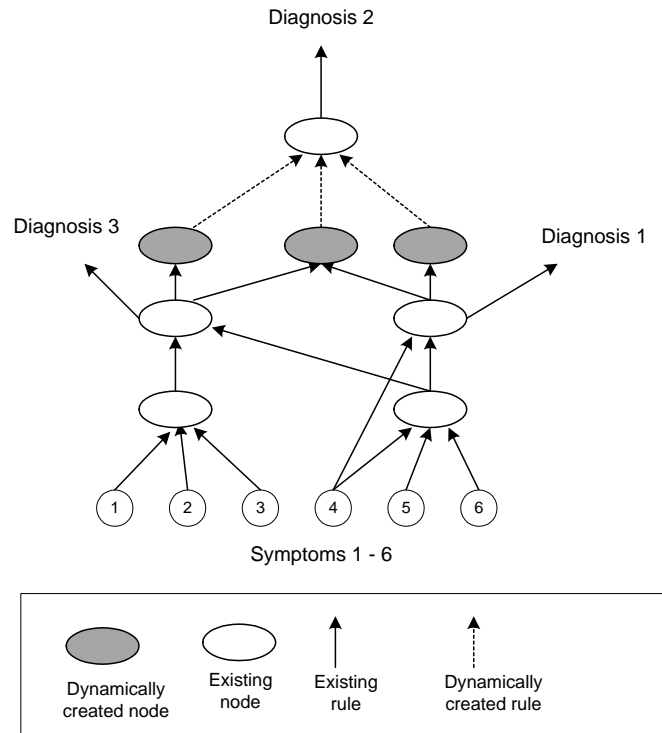 Diagnosis 2
Diagnosis 3
Diagnosis 1
1
2
3
4
5
6
Symptoms 1 - 6
Dynamically
created node
Existing
node
Existing
rule
Dynamically
created rule